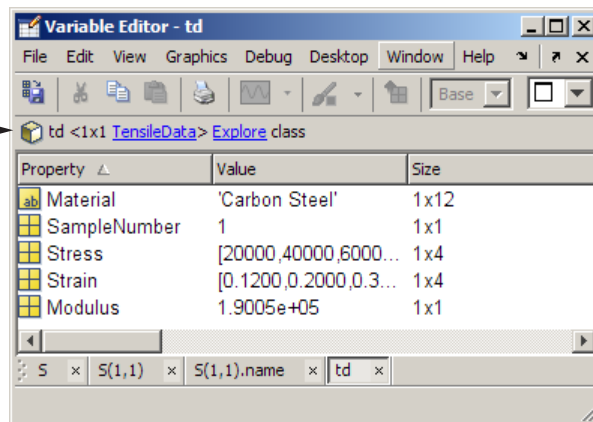 Variable Editor - td
File Edit View Graphics Debug Desktop Window Help
Base
td <1x1 TensileData> Explore class
Property Value Size
ab Material 'Carbon Steel' 1x12
SampleNumber 1 1x1
Stress [20000,40000,6000... 1x4
Strain [0.1200,0.2000,0.3... 1x4
Modulus 1.9005e+05 1x1
S S(1,1) S(1,1).name td